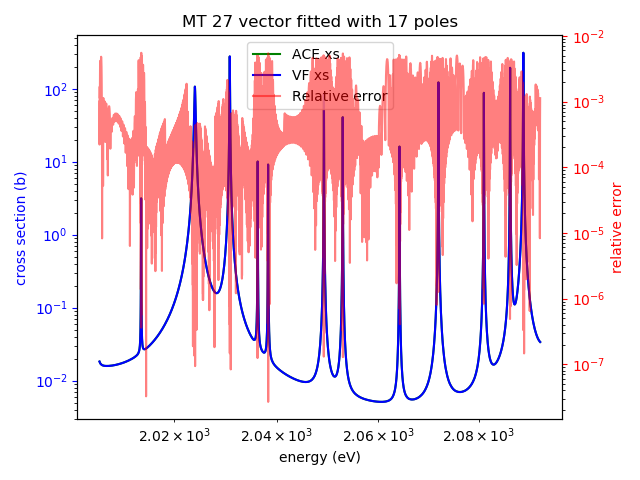 MT 27 vector fitted with 17 poles
ACE xs
VF xs
Relative error
cross section (b)
10²
10¹
10⁰
10⁻¹
10⁻²
relative error
10⁻²
10⁻³
10⁻⁴
10⁻⁵
10⁻⁶
10⁻⁷
2.02×10³ 2.04×10³ 2.06×10³ 2.08×10³
energy (eV)